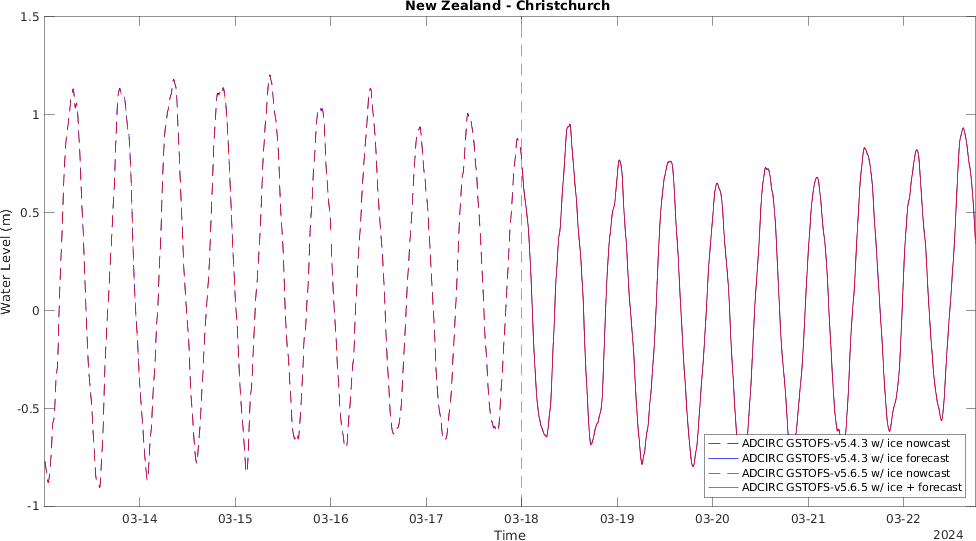 New Zealand - Christchurch
1.5
1
0.5
0
-0.5
-1
Water Level (m)
03-14
03-15
03-16
03-17
03-18
03-19
03-20
03-21
03-22
Time
2024
ADCIRC GSTOFS-v5.4.3 w/ ice nowcast
ADCIRC GSTOFS-v5.4.3 w/ ice forecast
ADCIRC GSTOFS-v5.6.5 w/ ice nowcast
ADCIRC GSTOFS-v5.6.5 w/ ice + forecast